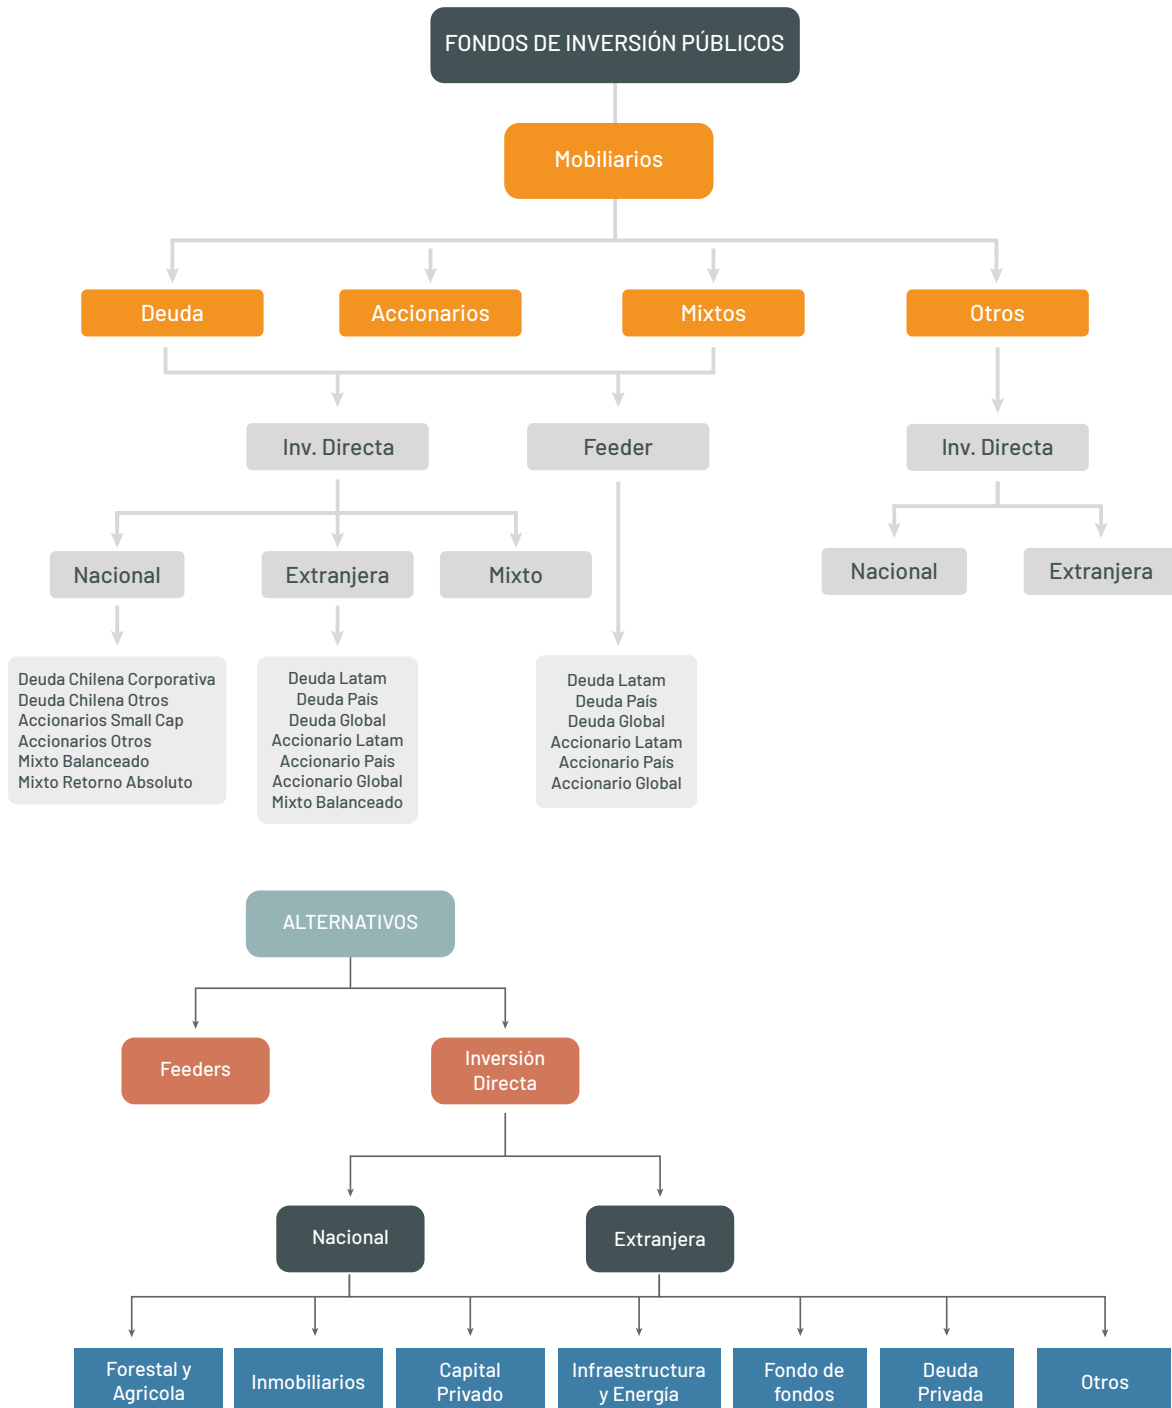 FONDOS DE INVERSIÓN PÚBLICOS
Mobiliarios
Deuda
Accionarios
Mixtos
Otros
Inv. Directa
Feeder
Inv. Directa
Nacional
Extranjera
Mixto
Nacional
Extranjera
Deuda Chilena Corporativa
Deuda Chilena Otros
Accionarios Small Cap
Accionarios Otros
Mixto Balanceado
Mixto Retorno Absoluto
Deuda Latam
Deuda País
Deuda Global
Accionario Latam
Accionario País
Accionario Global
Mixto Balanceado
Deuda Latam
Deuda País
Deuda Global
Accionario Latam
Accionario País
Accionario Global
ALTERNATIVOS
Feeders
Inversión
Directa
Nacional
Extranjera
Forestal y
Agricola
Inmobiliarios
Capital
Privado
Infraestructura
y Energía
Fondo de
fondos
Deuda
Privada
Otros